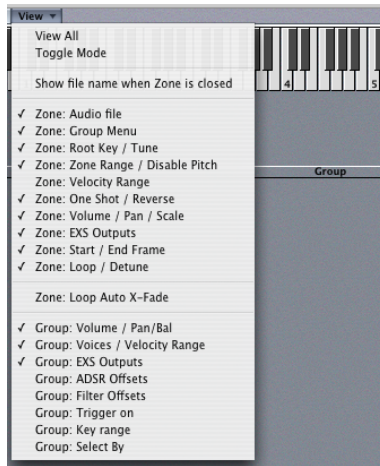 View
View All
Toggle Mode
Show file name when Zone is closed
4
5
✓ Zone: Audio file
✓ Zone: Group Menu
✓ Zone: Root Key / Tune
✓ Zone: Zone Range / Disable Pitch
Group
Zone: Velocity Range
✓ Zone: One Shot / Reverse
✓ Zone: Volume / Pan / Scale
✓ Zone: EXS Outputs
✓ Zone: Start / End Frame
✓ Zone: Loop / Detune
Zone: Loop Auto X-Fade
✓ Group: Volume / Pan/Bal
✓ Group: Voices / Velocity Range
✓ Group: EXS Outputs
Group: ADSR Offsets
Group: Filter Offsets
Group: Trigger on
Group: Key range
Group: Select By